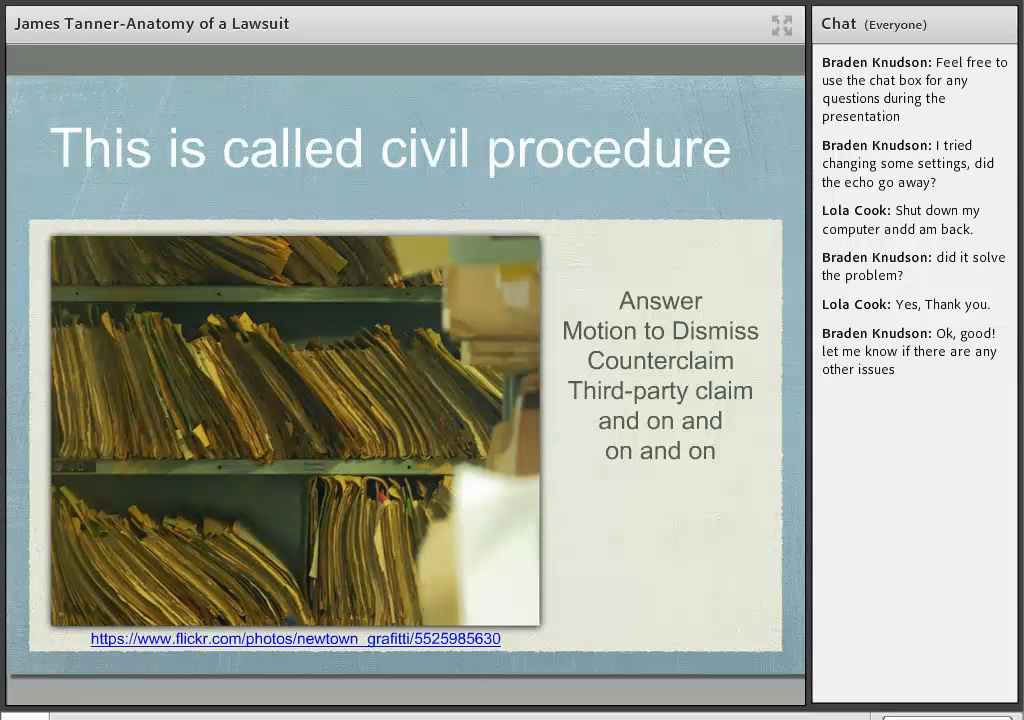 James Tanner-Anatomy of a Lawsuit
This is called civil procedure
Answer
Motion to Dismiss
Counterclaim
Third-party claim
and on and
on and on
https://www.flickr.com/photos/newtown_grafitti/5525985630
Chat (Everyone)
Braden Knudson: Feel free to
use the chat box for any
questions during the
presentation
Braden Knudson: I tried
changing some settings, did
the echo go away?
Lola Cook: Shut down my
computer andd am back.
Braden Knudson: did it solve
the problem?
Lola Cook: Yes, Thank you.
Braden Knudson: Ok, good!
let me know if there are any
other issues